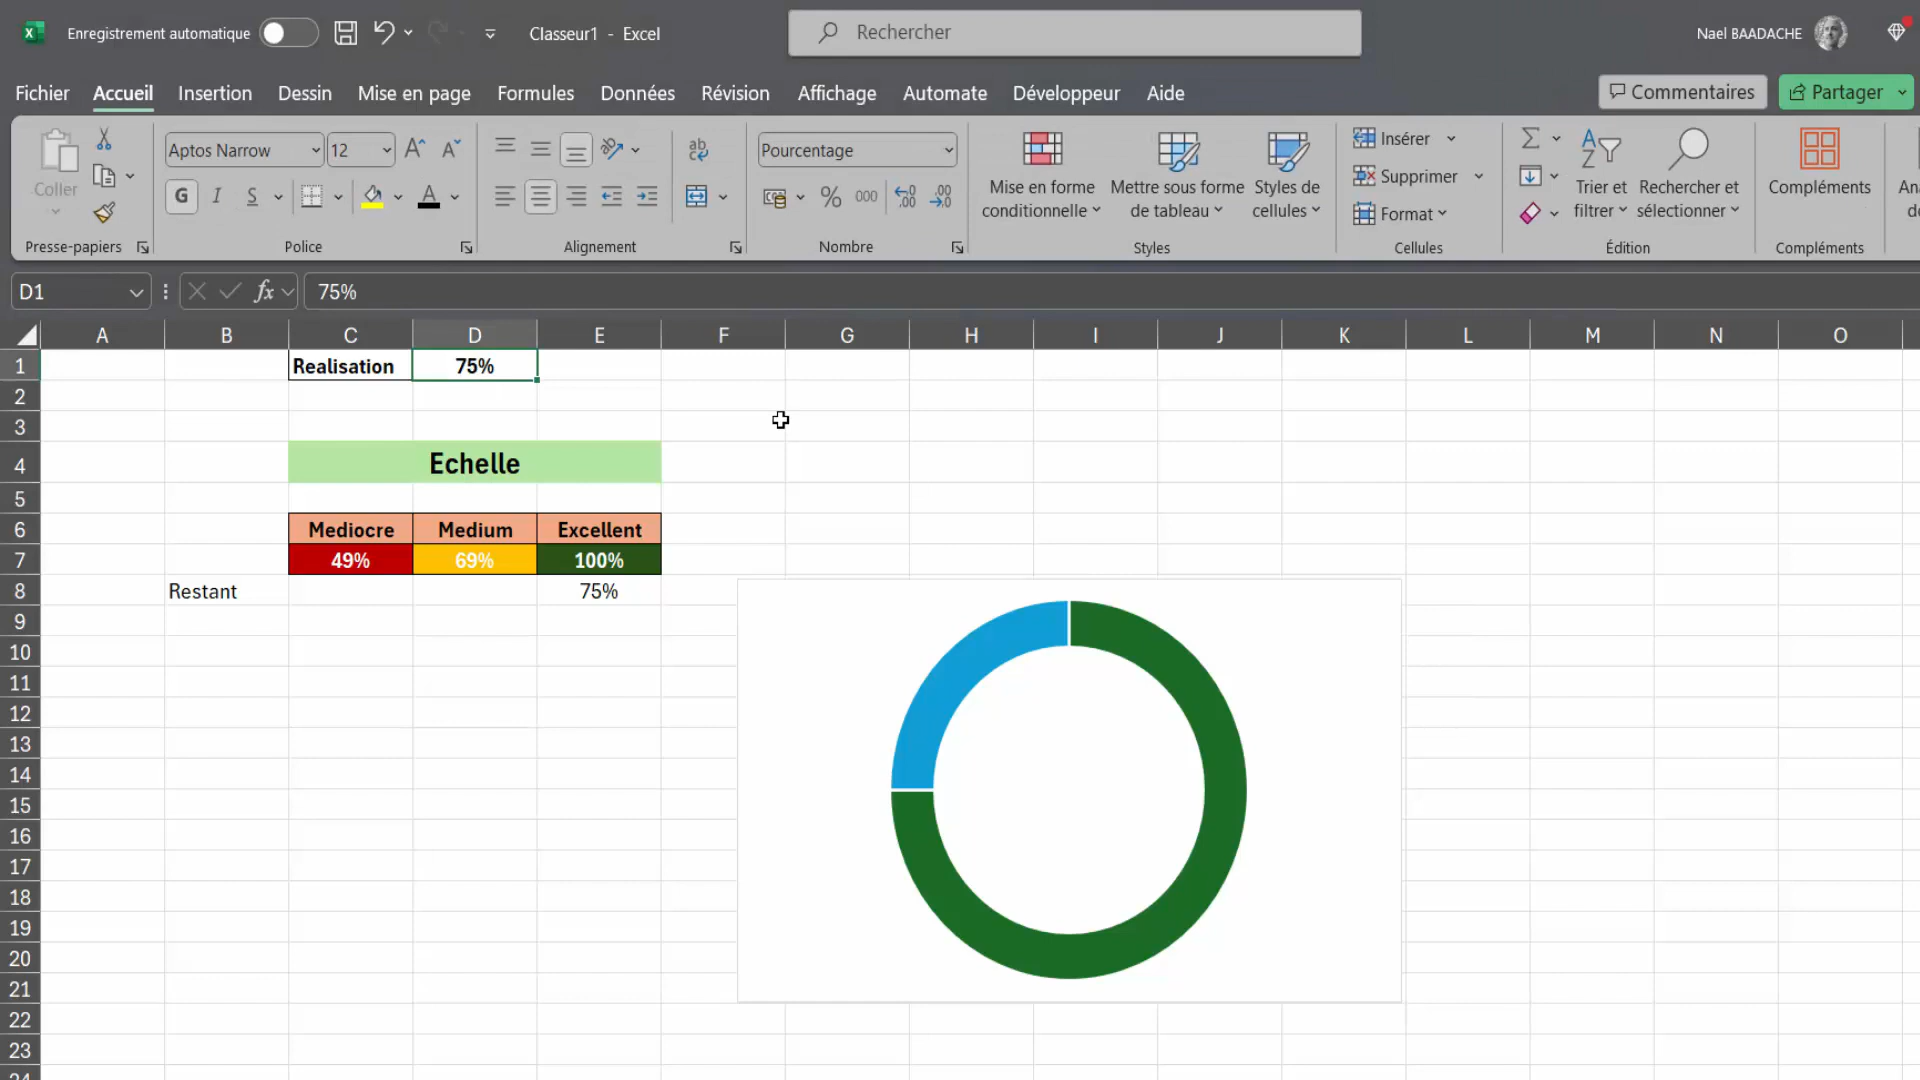 Enregistrement automatique
Classeur1 - Excel
Rechercher
Nael BAADACHE
Fichier Accueil Insertion Dessin Mise en page Formules Données Révision Affichage Automate Développeur Aide
Commentaires
Partager
Coller
Presse-papiers
Aptos Narrow
12
G I S
Police
Alignement
Pourcentage
% 000
Nombre
Mise en forme conditionnelle
Mettre sous forme de tableau
Styles de cellules
Styles
Insérer
Supprimer
Format
Cellules
Trier et filtrer
Rechercher et sélectionner
Édition
Compléments
Compléments
D1
fx
75%
A B C D E F G H I J K L M N O
1 Realisation 75%
2
3
4 Echelle
5
6 Mediocre Medium Excellent
7 49% 69% 100%
8 Restant 75%
9
10
11
12
13
14
15
16
17
18
19
20
21
22
23